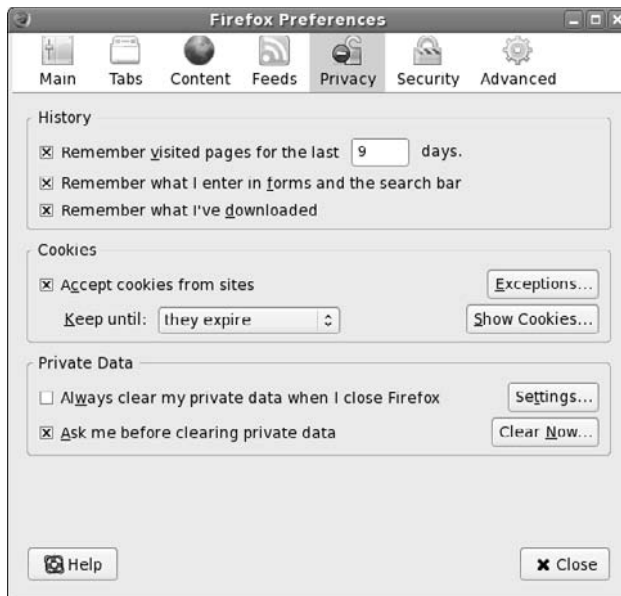 Firefox Preferences
Main Tabs Content Feeds Privacy Security Advanced
History
Remember visited pages for the last 9 days.
Remember what I enter in forms and the search bar
Remember what I've downloaded
Cookies
Accept cookies from sites Exceptions...
Keep until: they expire Show Cookies...
Private Data
Always clear my private data when I close Firefox Settings...
Ask me before clearing private data Clear Now...
Help Close